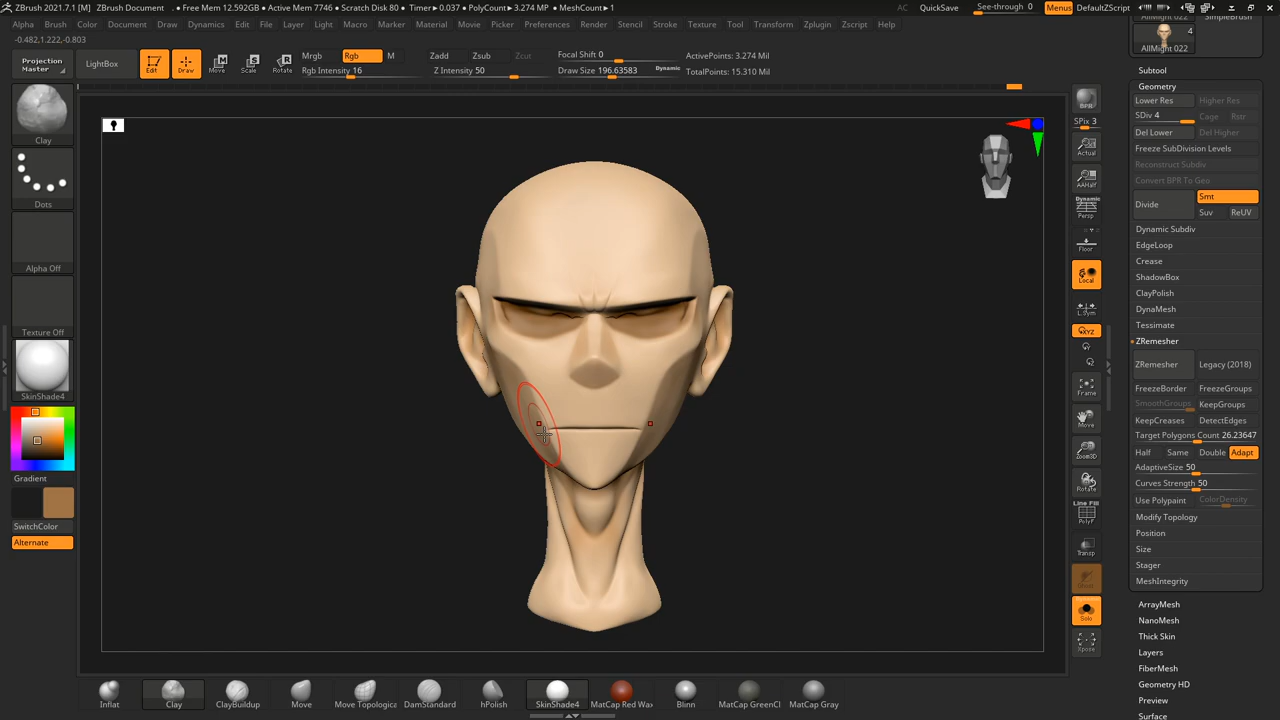 ZBrush 2021.7.1 [M] ZBrush Document . • Free Mem 12.592GB • Active Mem 7746 • Scratch Disk 80 • Timer▸0.037 • PolyCount▸3.274 MP • MeshCount▸1 AC QuickSave See-through 0 Menus DefaultZScript
Alpha Brush Color Document Draw Dynamics Edit File Layer Light Macro Marker Material Movie Picker Preferences Render Stencil Stroke Texture Tool Transform Zplugin Zscript Help
-0.482,1.222,-0.803
Projection Master
LightBox
Edit
Draw
Move
Scale
Rotate
Mrgb Rgb M
Rgb Intensity 16
Zadd Zsub Zcut
Z Intensity 50
Focal Shift 0
Draw Size 196.63583 Dynamic
ActivePoints: 3.274 Mil
TotalPoints: 15.310 Mil
Clay
Dots
Alpha Off
Texture Off
SkinShade4
Gradient
SwitchColor
Alternate
BPR
SPix 3
Actual
AAHalf
Dynamic
Persp
Floor
Local
L.Sym
XYZ
Frame
Move
Zoom3D
Rotate
Line Fill
PolyF
Transp
Solo
Xpose
AllMight 022 SimpleBrush
4
AllMight 022
Subtool
Geometry
Lower Res Higher Res
SDiv 4 Cage Rstr
Del Lower Del Higher
Freeze SubDivision Levels
Reconstruct Subdiv
Convert BPR To Geo
Divide
Smt
Suv ReUV
Dynamic Subdiv
EdgeLoop
Crease
ShadowBox
ClayPolish
DynaMesh
Tessimate
ZRemesher
ZRemesher Legacy (2018)
FreezeBorder FreezeGroups
SmoothGroups KeepGroups
KeepCreases DetectEdges
Target Polygons Count 26.23647
Half Same Double Adapt
AdaptiveSize 50
Curves Strength 50
Use Polypaint ColorDensity
Modify Topology
Position
Size
Stager
MeshIntegrity
ArrayMesh
NanoMesh
Thick Skin
Layers
FiberMesh
Geometry HD
Preview
Surface
Inflat Clay ClayBuildup Move Move Topologica DamStandard hPolish SkinShade4 MatCap Red Wax Blinn MatCap GreenCl MatCap Gray